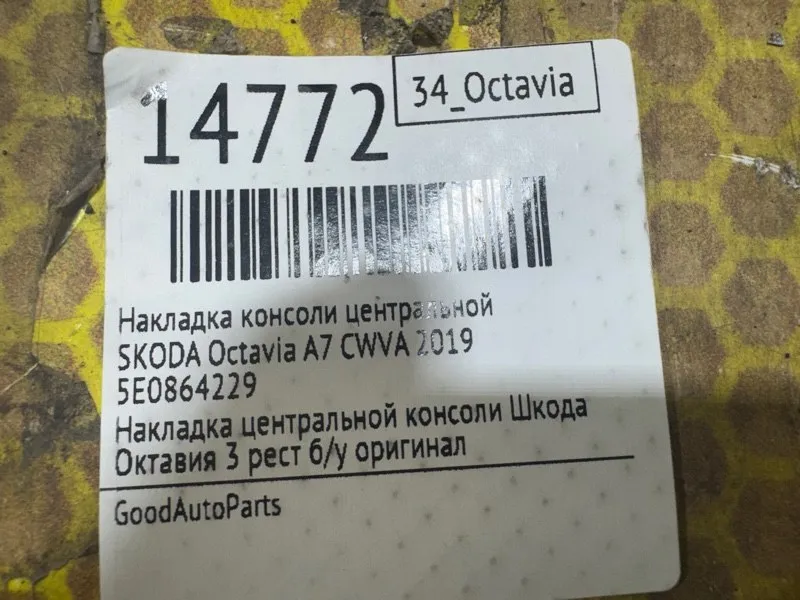 14772
34_Octavia
Накладка консоли центральной
SKODA Octavia A7 CWVA 2019
5E0864229
Накладка центральной консоли Шкода
Октавия 3 рест б/у оригинал
GoodAutoParts